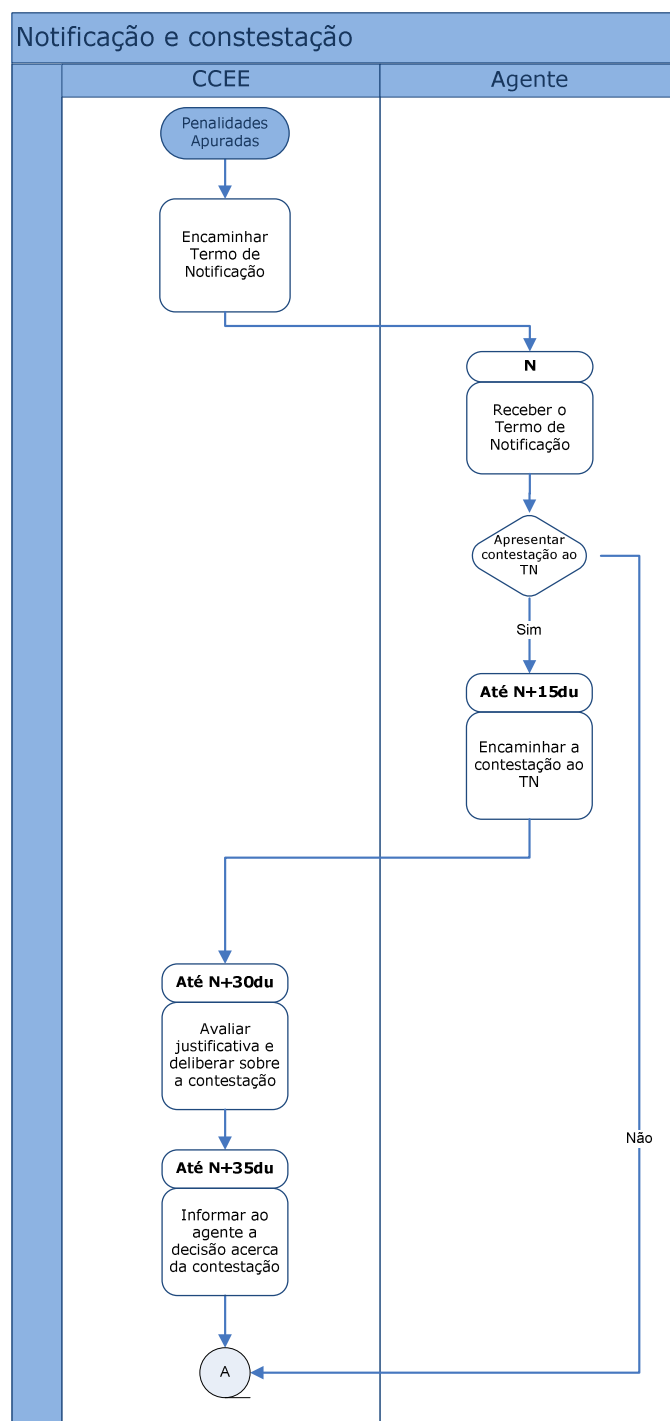 Notificação e constestação
CCEE
Agente
Penalidades
Apuradas
Encaminhar
Termo de
Notificação
N
Receber o
Termo de
Notificação
Apresentar
contestação ao
TN
Sim
Até N+15du
Encaminhar a
contestação ao
TN
Até N+30du
Avaliar
justificativa e
deliberar sobre
a contestação
Não
Até N+35du
Informar ao
agente a
decisão acerca
da contestação
A